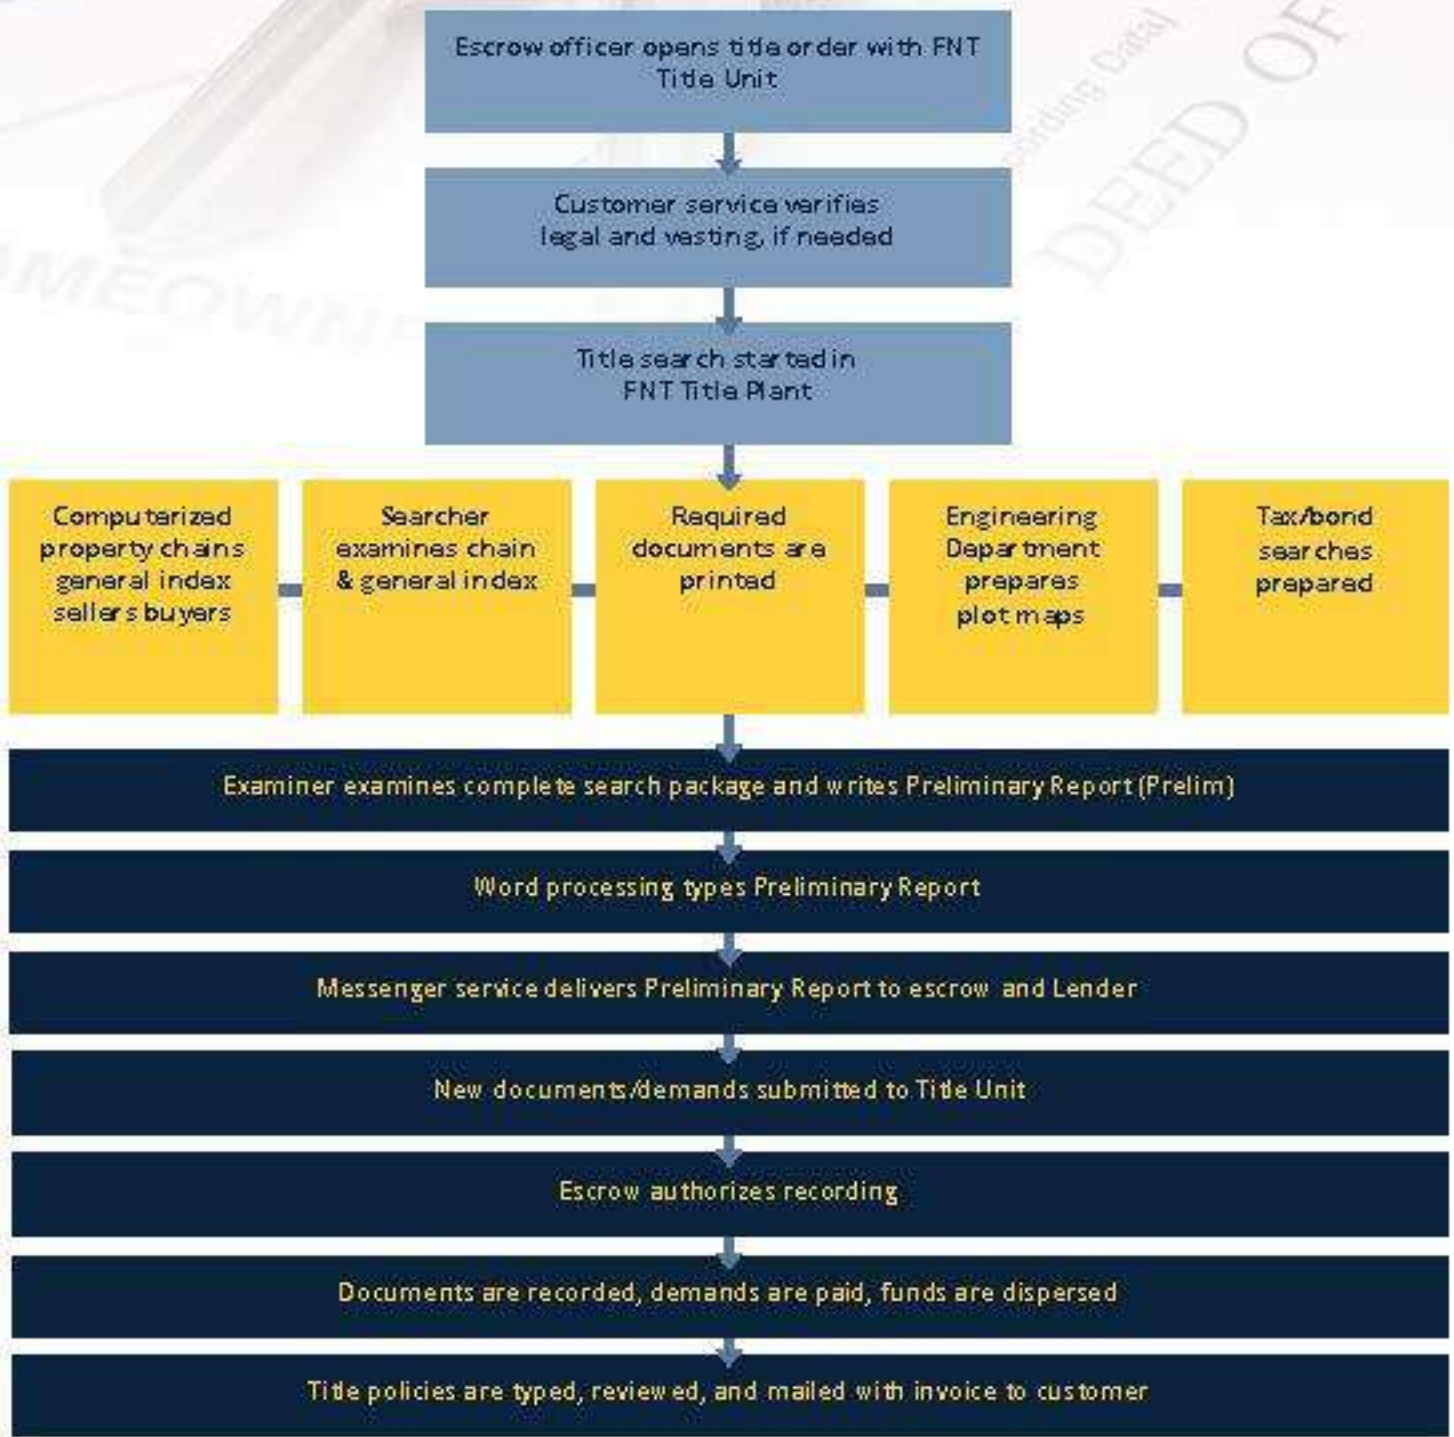 Escrow officer opens title order with FNT
Title Unit
ording Data)
DEED OF
Customer service verifies
legal and vesting, if needed
MEOWN
Title search started in
FNT Title Plant
Computerized
property chains
general index
sellers buyers
Searcher
examines chain
& general index
Required
documents are
printed
Engineering
Department
prepares
plot maps
Tax/bond
searches
prepared
Examiner examines complete search package and writes Preliminary Report (Prelim)
Word processing types Preliminary Report
Messenger service delivers Preliminary Report to escrow and Lender
New documents/demands submitted to Title Unit
Escrow authorizes recording
Documents are recorded, demands are paid, funds are dispersed
Title policies are typed, reviewed, and mailed with invoice to customer